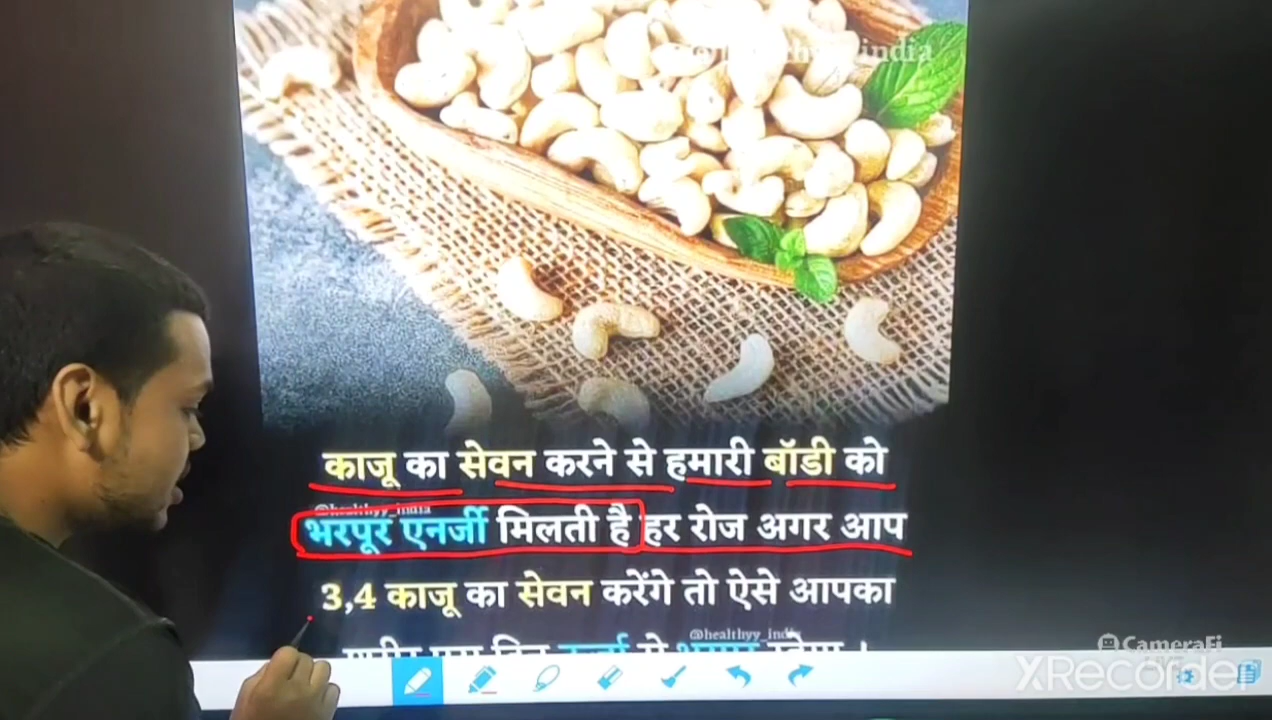 india
काजू का सेवन करने से हमारी बॉडी को
@healthyy_india
भरपूर एनर्जी मिलती है हर रोज अगर आप
3,4 काजू का सेवन करेंगे तो ऐसे आपका
@healthyy_india
CameraFi
XRecorder